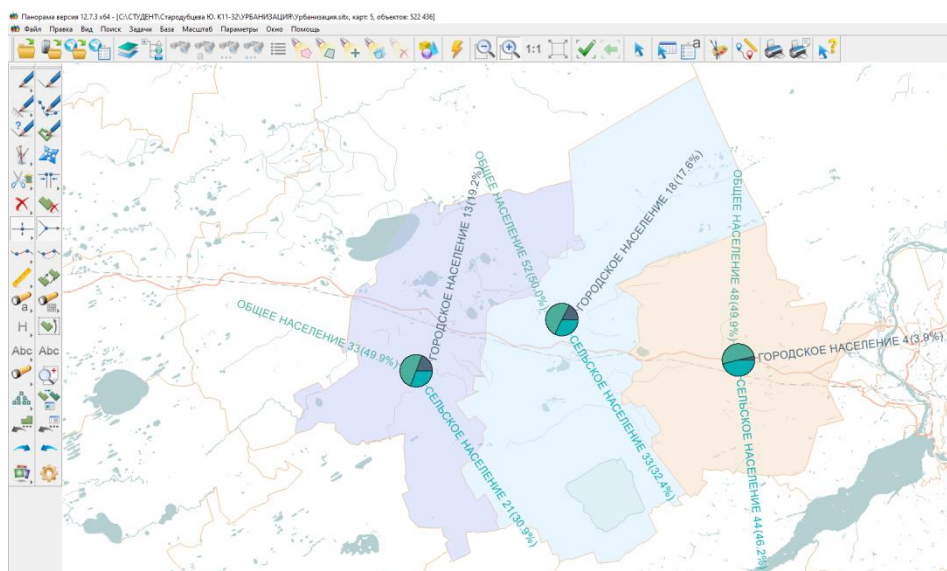 Панорама версия 12.7.3 x64 - [C:\СТУДЕНТ\Стародубцева Ю. К11-32\УРБАНИЗАЦИЯ\Урбанизация.sitx, карт: 5, объектов: 522 436]
Файл Правка Вид Поиск Задачи База Масштаб Параметры Окно Помощь
1:1
a
a
H
Abc Abc
ОБЩЕЕ НАСЕЛЕНИЕ 33(49.9%)
ГОРОДСКОЕ НАСЕЛЕНИЕ 13(19.2%)
СЕЛЬСКОЕ НАСЕЛЕНИЕ 21(30.9%)
ОБЩЕЕ НАСЕЛЕНИЕ 52(50.0%)
ГОРОДСКОЕ НАСЕЛЕНИЕ 18(17.6%)
СЕЛЬСКОЕ НАСЕЛЕНИЕ 33(32.4%)
ОБЩЕЕ НАСЕЛЕНИЕ 48(49.9%)
ГОРОДСКОЕ НАСЕЛЕНИЕ 4(3.9%)
СЕЛЬСКОЕ НАСЕЛЕНИЕ 44(46.2%)